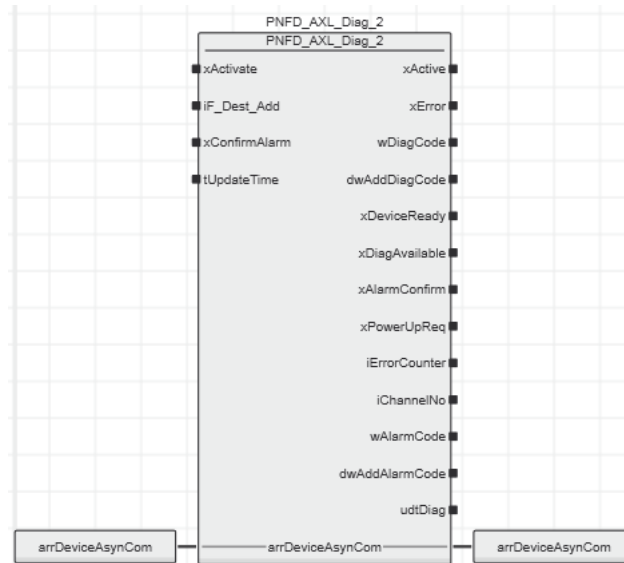 PNFD_AXL_Diag_2
PNFD_AXL_Diag_2
xActivate xActive
iF_Dest_Add xError
xConfirmAlarm wDiagCode
tUpdateTime dwAddDiagCode
xDeviceReady
xDiagAvailable
xAlarmConfirm
xPowerUpReq
iErrorCounter
iChannelNo
wAlarmCode
dwAddAlarmCode
udtDiag
arrDeviceAsynCom arrDeviceAsynCom arrDeviceAsynCom